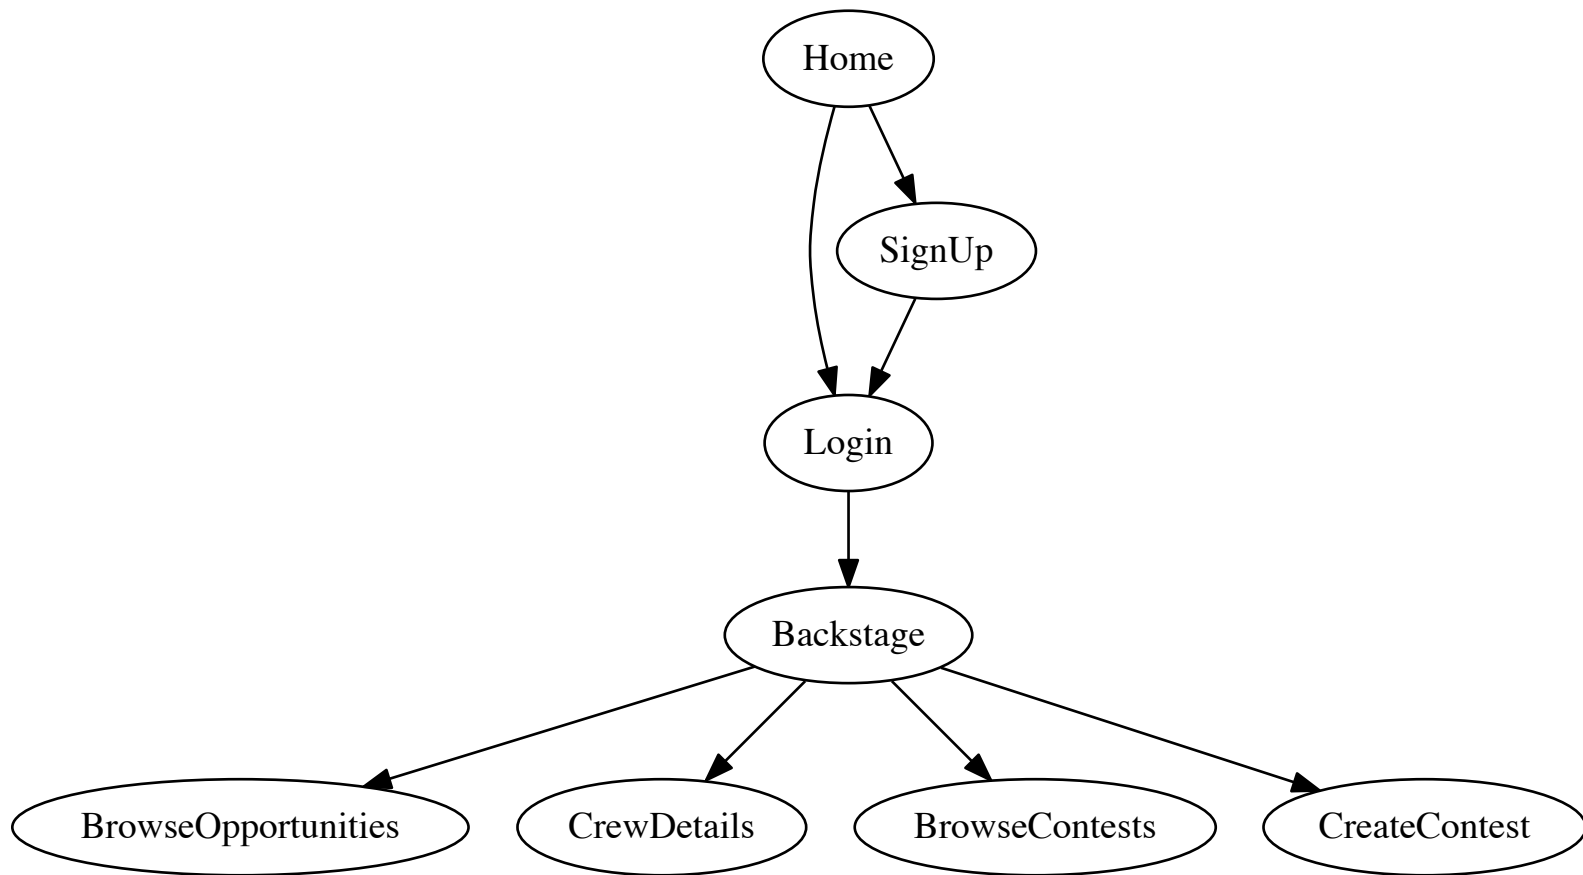 Home
SignUp
Login
Backstage
BrowseOpportunities
CrewDetails
BrowseContests
CreateContest